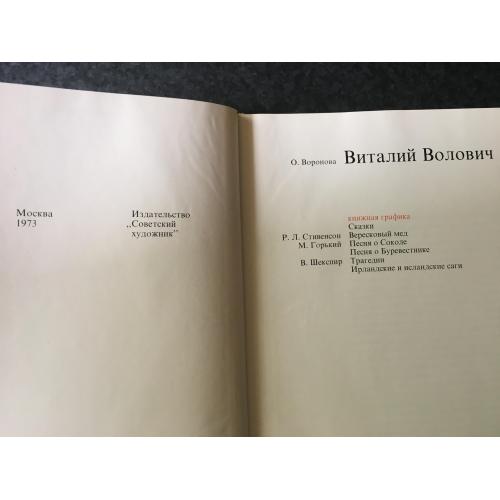 Москва
1973
Издательство
„Советский
художник”
О. Воронова Виталий Волович
книжная графика
Сказки
Р. Л. Стивенсон Вересковый мед
М. Горький Песня о Соколе
Песня о Буревестнике
В. Шекспир Трагедии
Ирландские и исландские саги